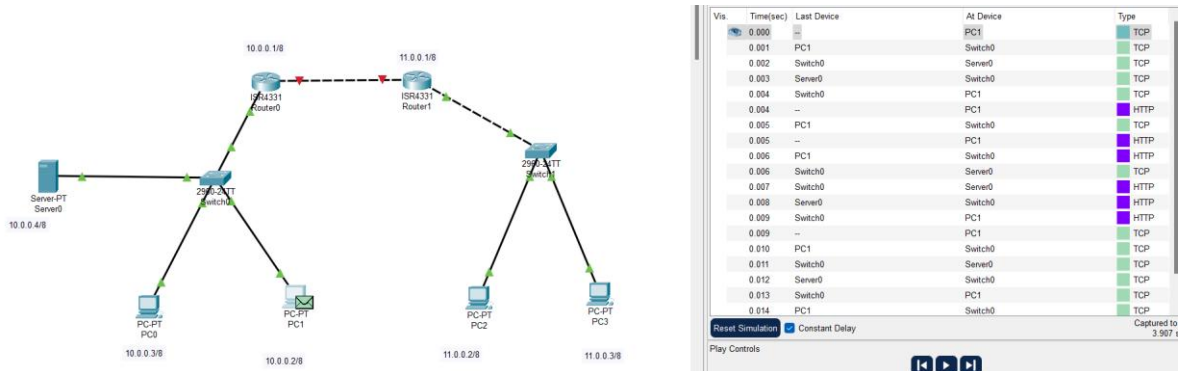 10.0.0.1/8
11.0.0.1/8
ISR4331
Router0
ISR4331
Router1
Server-PT
Server0
10.0.0.4/8
2960-24TT
Switch0
2960-24TT
PC-PT
PC0
10.0.0.3/8
PC-PT
PC1
10.0.0.2/8
PC-PT
PC2
11.0.0.2/8
PC-PT
PC3
11.0.0.3/8
Vis. Time(sec) Last Device At Device Type
0.000 -- PC1 TCP
0.001 PC1 Switch0 TCP
0.002 Switch0 Server0 TCP
0.003 Server0 Switch0 TCP
0.004 Switch0 PC1 TCP
0.004 -- PC1 HTTP
0.005 PC1 Switch0 TCP
0.005 -- PC1 HTTP
0.006 PC1 Switch0 HTTP
0.006 Switch0 Server0 TCP
0.007 Switch0 Server0 HTTP
0.008 Server0 Switch0 HTTP
0.009 Switch0 PC1 HTTP
0.009 -- PC1 TCP
0.010 PC1 Switch0 TCP
0.011 Switch0 Server0 TCP
0.012 Server0 Switch0 TCP
0.013 Switch0 PC1 TCP
0.014 PC1 Switch0 TCP
Reset Simulation Constant Delay Captured to
3.907
Play Controls